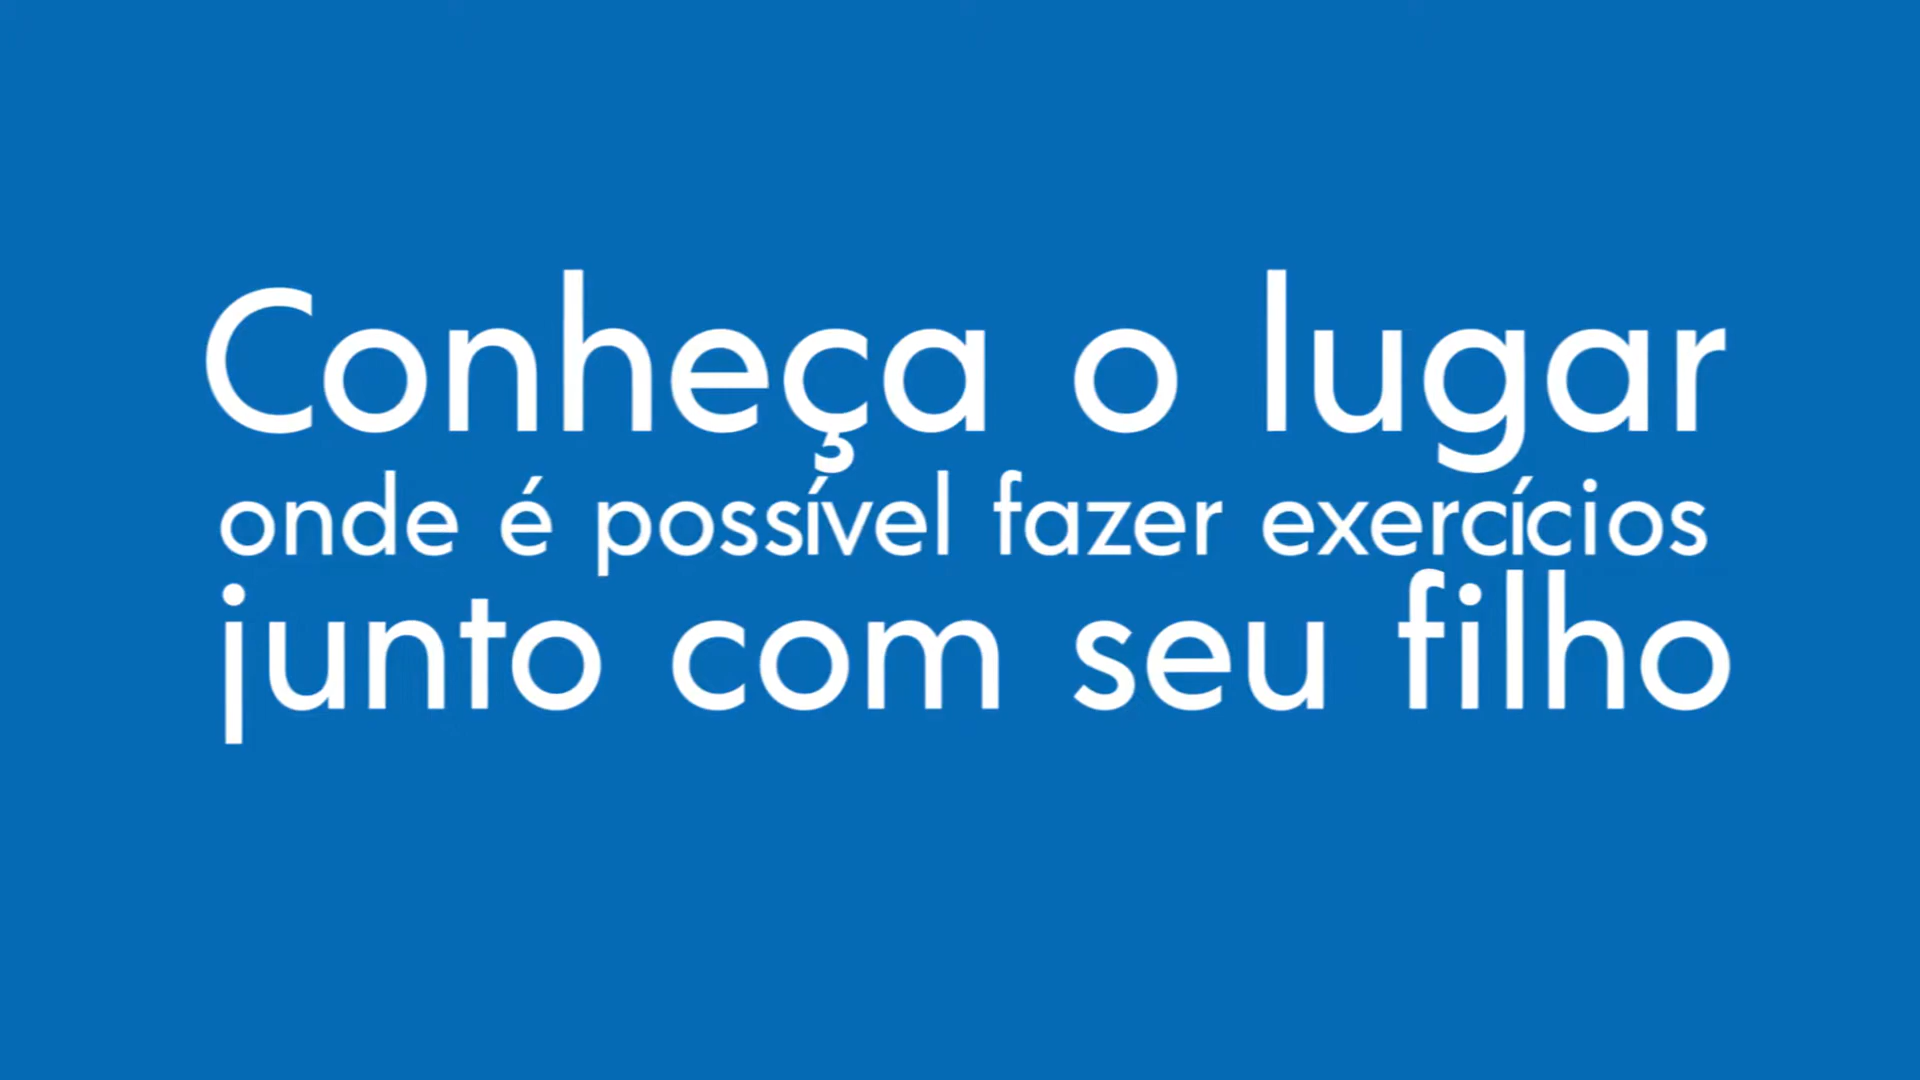 Conheça o lugar
onde é possível fazer exercícios
junto com seu filho